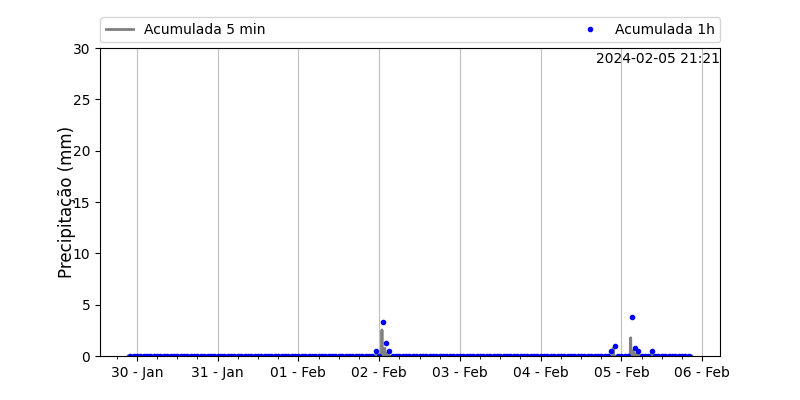 Acumulada 5 min
Acumulada 1h
2024-02-05 21:21
Precipitação (mm)
30
25
20
15
10
5
0
30 - Jan
31 - Jan
01 - Feb
02 - Feb
03 - Feb
04 - Feb
05 - Feb
06 - Feb